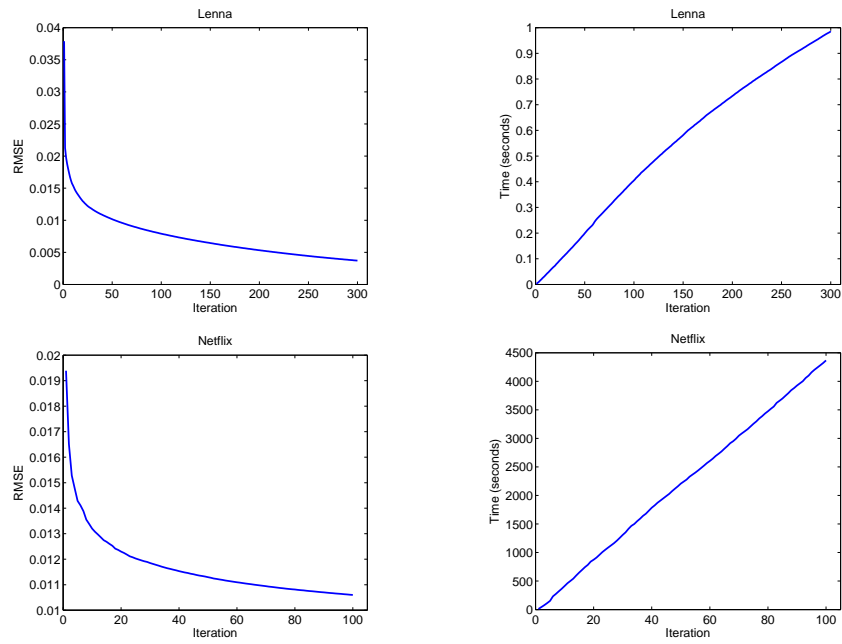 Lenna
0.04
0.035
0.03
0.025
0.02
0.015
0.01
0.005
0
RMSE
0 50 100 150 200 250 300
Iteration
Lenna
1
0.9
0.8
0.7
0.6
0.5
0.4
0.3
0.2
0.1
0
Time (seconds)
0 50 100 150 200 250 300
Iteration
Netflix
0.02
0.019
0.018
0.017
0.016
0.015
0.014
0.013
0.012
0.011
0.01
RMSE
0 20 40 60 80 100
Iteration
Netflix
4500
4000
3500
3000
2500
2000
1500
1000
500
0
Time (seconds)
0 20 40 60 80 100
Iteration